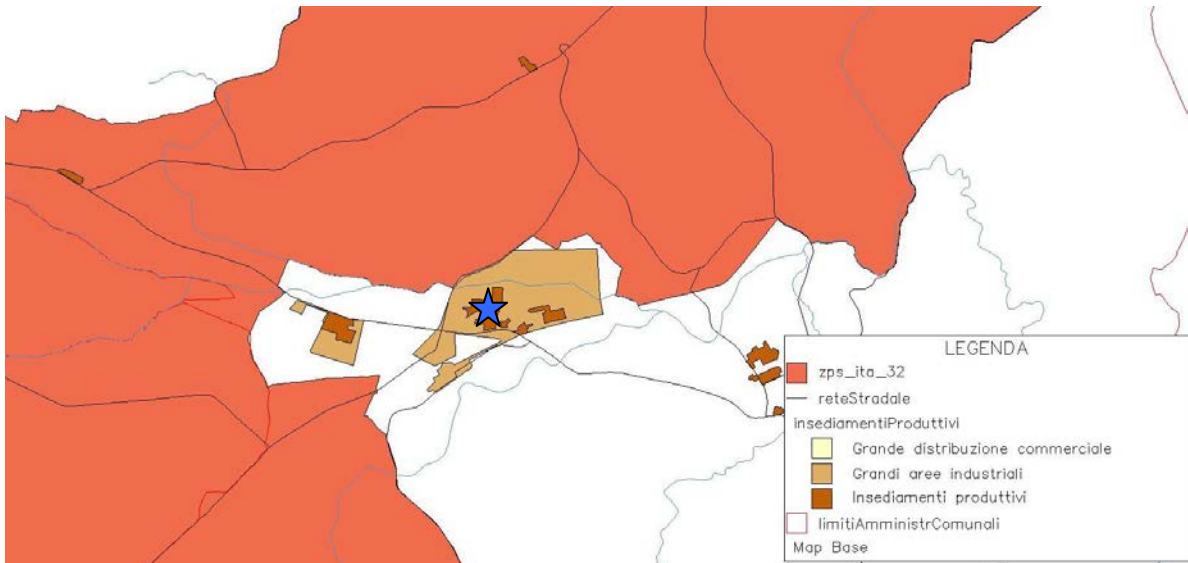 LEGENDA
zps_ita_32
reteStradale
insediamentiProduttivi
Grande distribuzione commerciale
Grandi aree industriali
Insediamenti produttivi
limitiAmministrComunali
Map Base